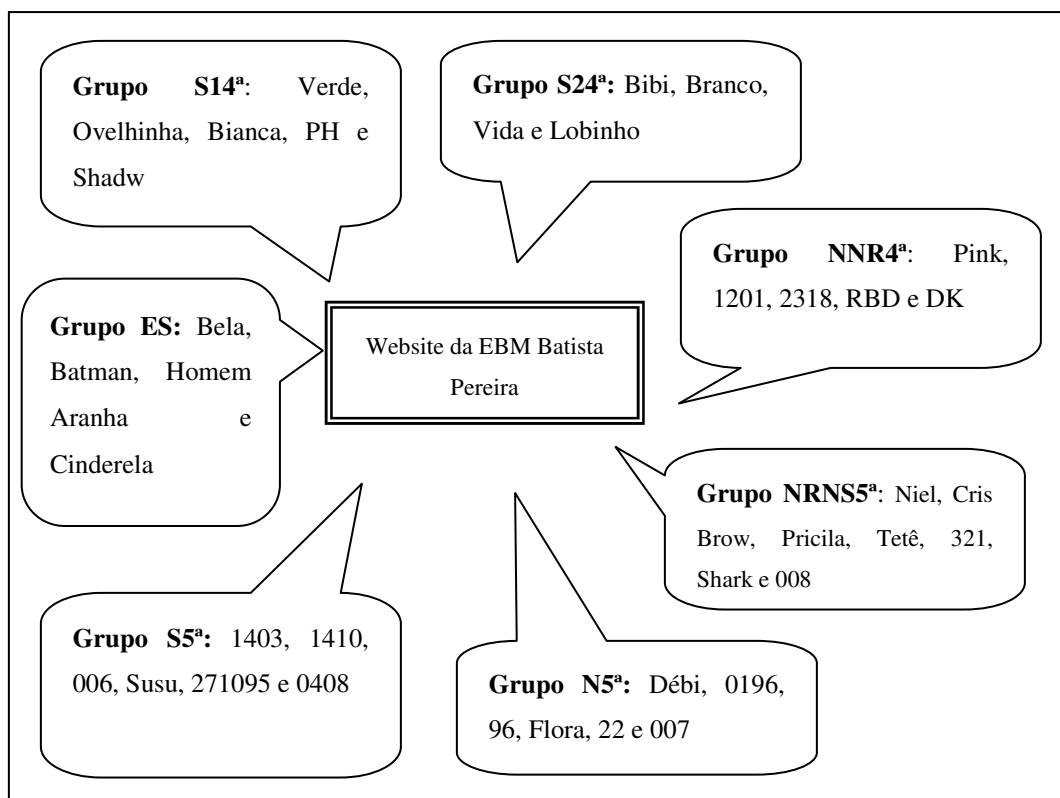 Grupo S14ª: Verde,
Ovelhinha, Bianca, PH e
Shadw
Grupo S24ª: Bibi, Branco,
Vida e Lobinho
Grupo NNR4ª: Pink,
1201, 2318, RBD e DK
Grupo ES: Bela,
Batman, Homem
Aranha e
Cinderela
Website da EBM Batista
Pereira
Grupo NRNS5ª: Niel, Cris
Brow, Pricila, Tetê, 321,
Shark e 008
Grupo S5ª: 1403, 1410,
006, Susu, 271095 e 0408
Grupo N5ª: Débi, 0196,
96, Flora, 22 e 007